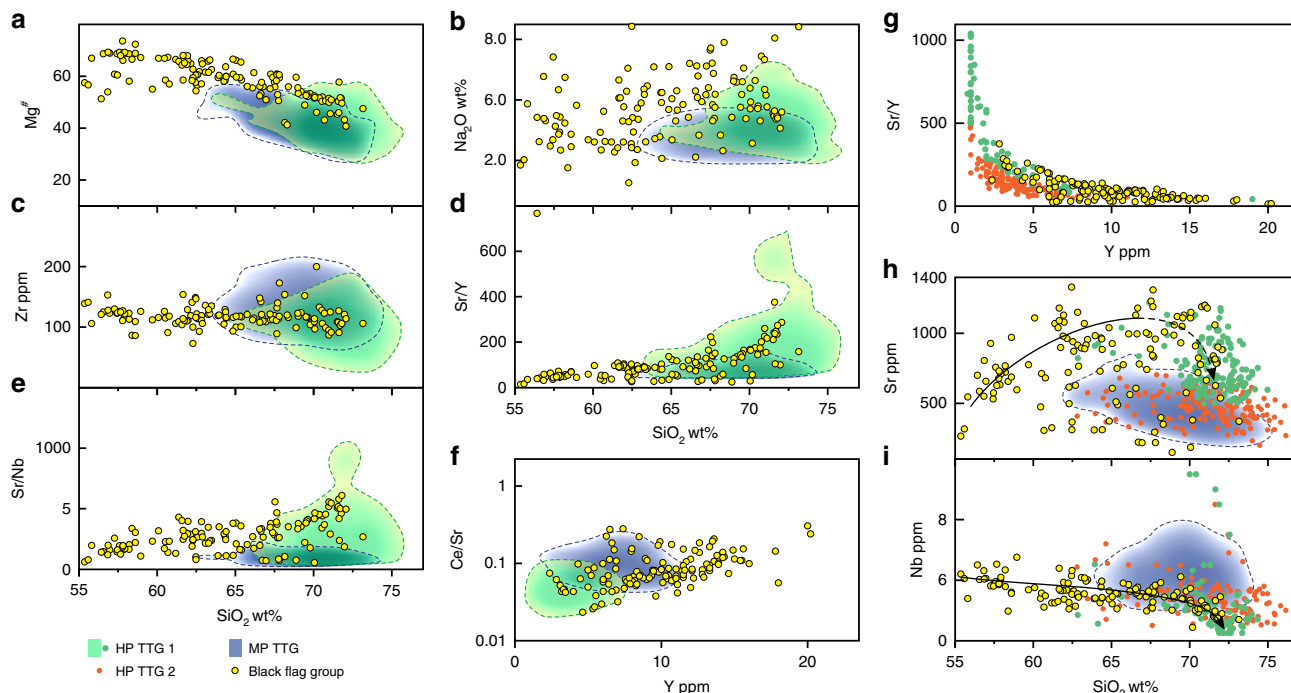 a
Mg#
60
40
20
b
Na2O wt%
8.0
6.0
4.0
2.0
c
Zr ppm
200
100
d
Sr/Y
600
400
200
0
55
60
65
70
75
SiO2 wt%
e
Sr/Nb
900
5
0
55
60
65
70
75
SiO2 wt%
f
Ce/Sr
1
0.1
0.01
0
10
20
Y ppm
g
Sr/Y
1000
500
0
0
5
10
15
20
Y ppm
h
Sr ppm
1400
1000
500
i
Nb ppm
8
6
0
55
60
65
70
75
SiO2 wt%
HP TTG 1
MP TTG
HP TTG 2
Black flag group